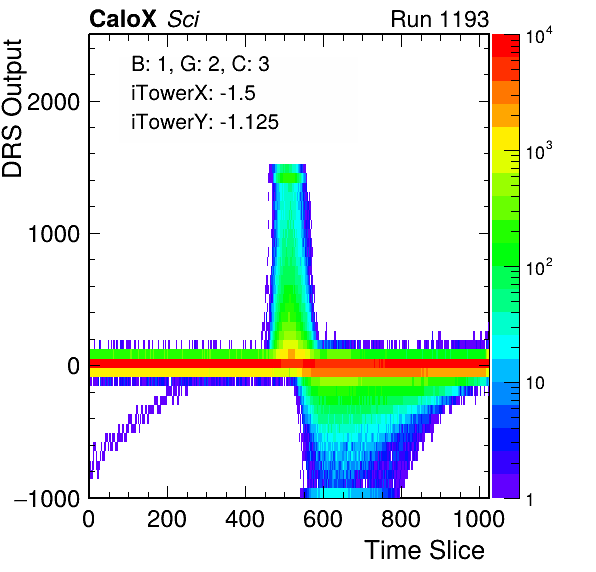 CaloX Sci Run 1193
B: 1, G: 2, C: 3
iTowerX: -1.5
iTowerY: -1.125
DRS Output
2000
1000
0
−1000
0 200 400 600 800 1000
Time Slice
10^4
10^3
10^2
10
1